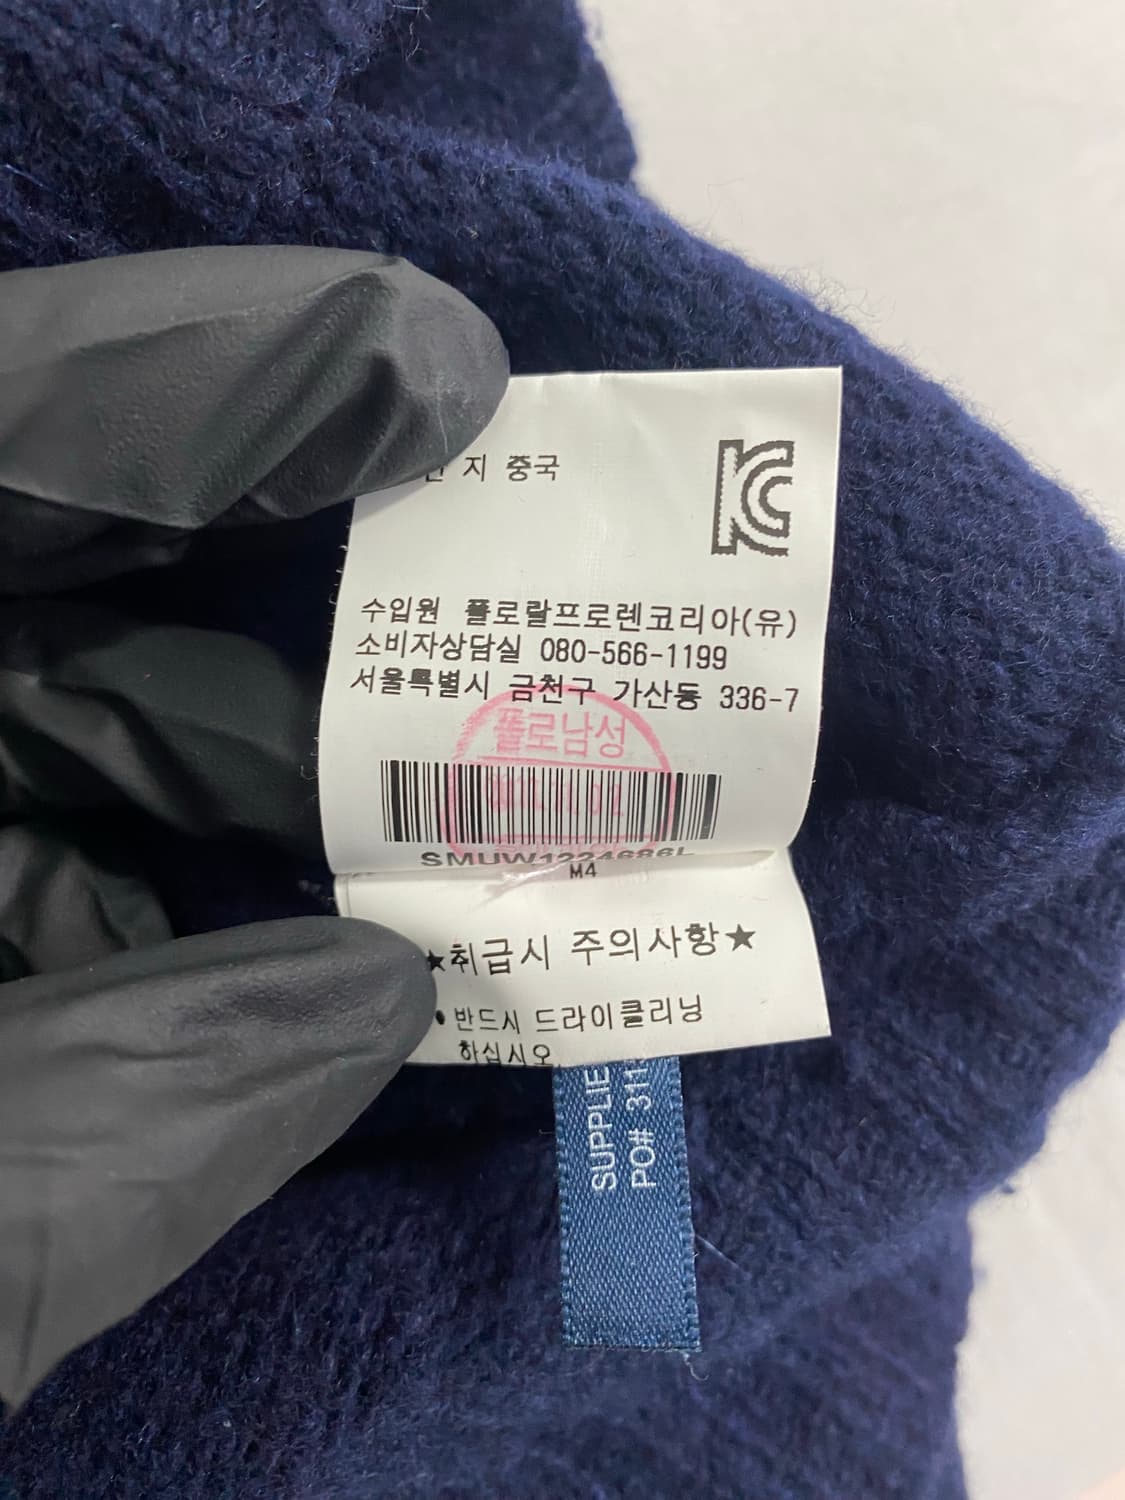 지 중국
KC
수입원 폴로랄프로렌코리아(유)
소비자상담실 080-566-1199
서울특별시 금천구 가산동 336-7
폴로남성
SMUW1224686L
M4
★취급시 주의사항★
• 반드시 드라이클리닝
하십시오.
SUPPLIE
PO# 311